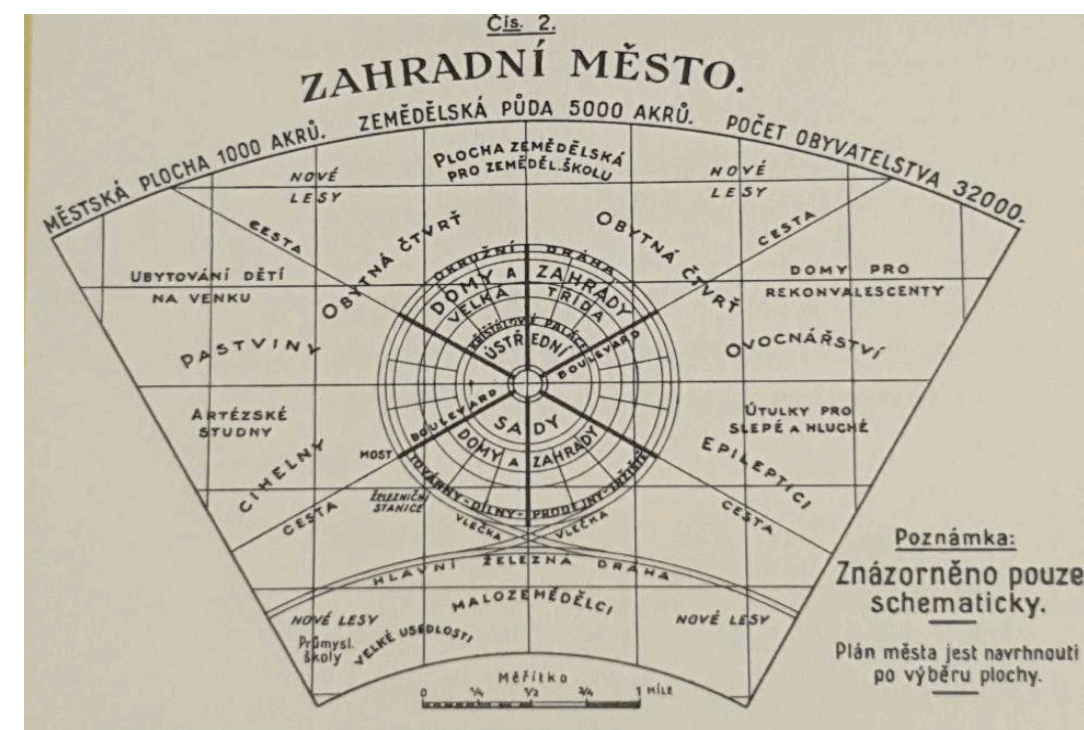 Čís. 2.
ZAHRADNÍ MĚSTO.
MĚSTSKÁ PLOCHA 1000 AKRŮ. ZEMĚDĚLSKÁ PŮDA 5000 AKRŮ. POČET OBYVATELSTVA 32000.
PLOCHA ZEMĚDĚLSKÁ
PRO ZEMĚDĚL. ŠKOLU
NOVÉ
LESY
NOVÉ
LESY
CESTA
CESTA
OBYTNÁ ČTVRŤ
OBYTNÁ ČTVRŤ
OKRUŽNÍ DRÁHA
UBYTOVÁNÍ DĚTÍ
NA VENKU
DOMY A ZAHRADY
VELKÁ TŘÍDA
DOMY PRO
REKONVALESCENTY
KŘIŠŤÁLOVÉ PALÁCE
ÚSTŘEDNÍ
PASTVINY
OVOCNÁŘSTVÍ
BOULEVARD
BOULEVARD
SADY
ARTÉZSKÉ
STUDNY
ÚTULKY PRO
SLEPÉ A HLUCHÉ
DOMY A ZAHRADY
MOST
CIHELNY
EPILEPTICI
TOVÁRNY-DÍLNY-PRODEJNY-TRŽIŠTĚ
ŽELEZNIČNÍ
STANICE
CESTA
CESTA
VLEČKA
VLEČKA
HLAVNÍ ŽELEZNÁ DRÁHA
MALOZEMĚDĚLCI
NOVÉ LESY
NOVÉ LESY
Průmysl.
školy
VELKÉ USEDLOSTI
Měřítko
0 ¼ ½ ¾ 1 MÍLE
Poznámka:
Znázorněno pouze
schematicky.
Plán města jest navrhnouti
po výběru plochy.